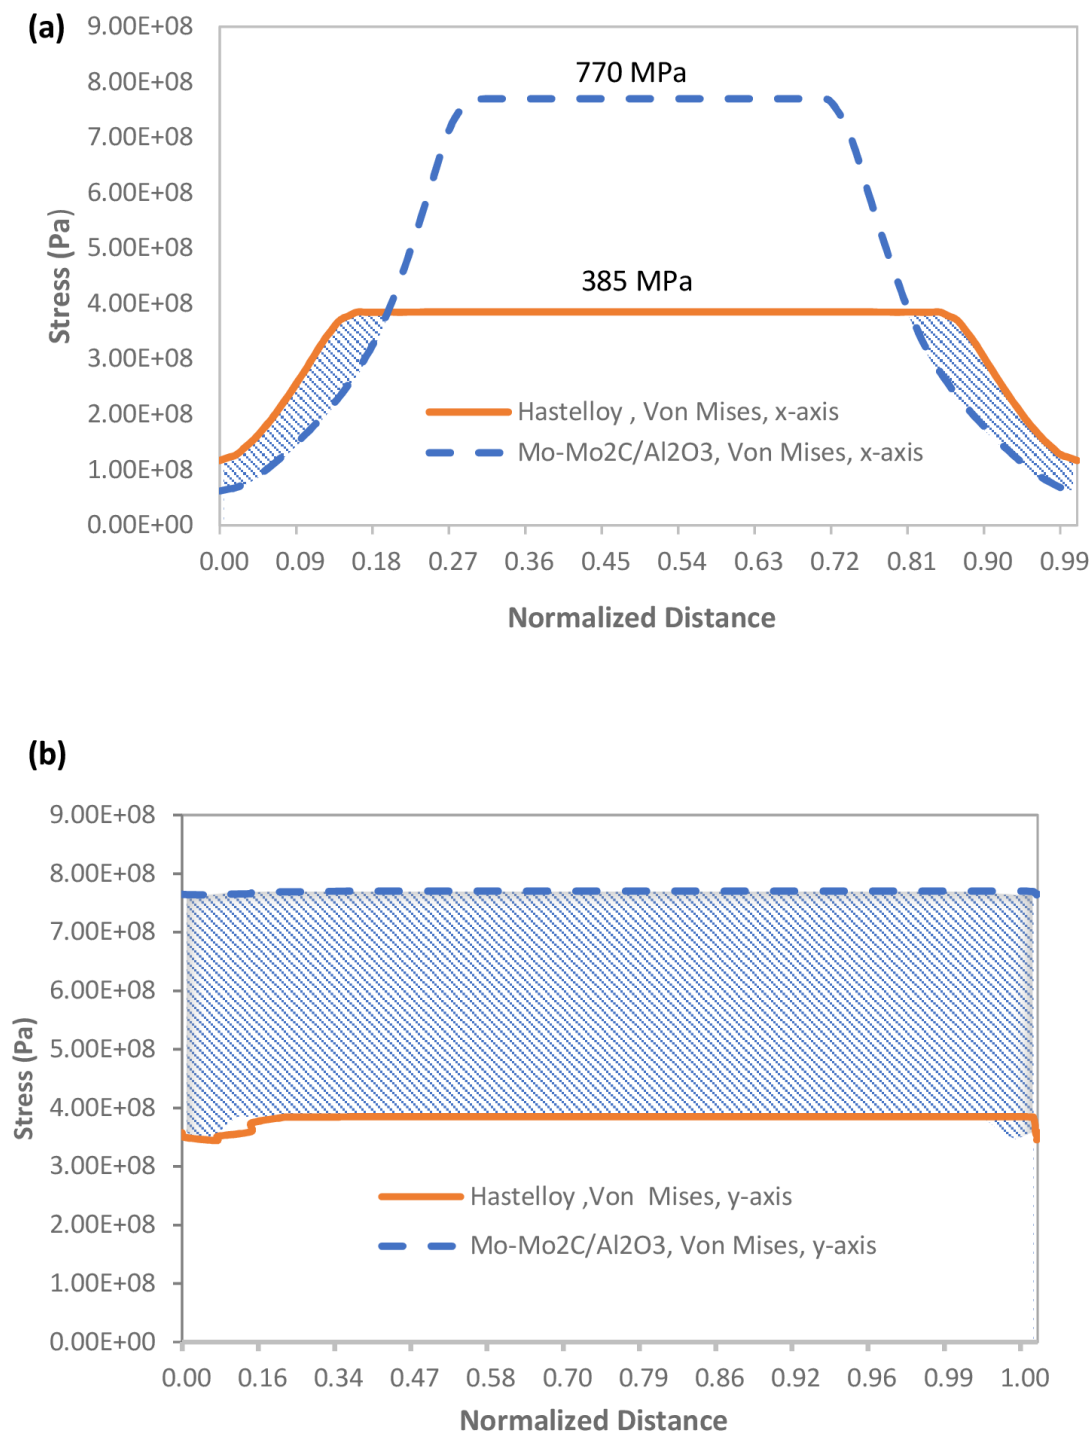 (a)
9.00E+08
8.00E+08
7.00E+08
6.00E+08
5.00E+08
4.00E+08
3.00E+08
2.00E+08
1.00E+08
0.00E+00
Stress (Pa)
770 MPa
385 MPa
Hastelloy , Von Mises, x-axis
Mo-Mo2C/Al2O3, Von Mises, x-axis
0.00 0.09 0.18 0.27 0.36 0.45 0.54 0.63 0.72 0.81 0.90 0.99
Normalized Distance
(b)
9.00E+08
8.00E+08
7.00E+08
6.00E+08
5.00E+08
4.00E+08
3.00E+08
2.00E+08
1.00E+08
0.00E+00
Stress (Pa)
Hastelloy ,Von  Mises, y-axis
Mo-Mo2C/Al2O3, Von Mises, y-axis
0.00 0.16 0.34 0.47 0.58 0.70 0.79 0.86 0.92 0.96 0.99 1.00
Normalized Distance